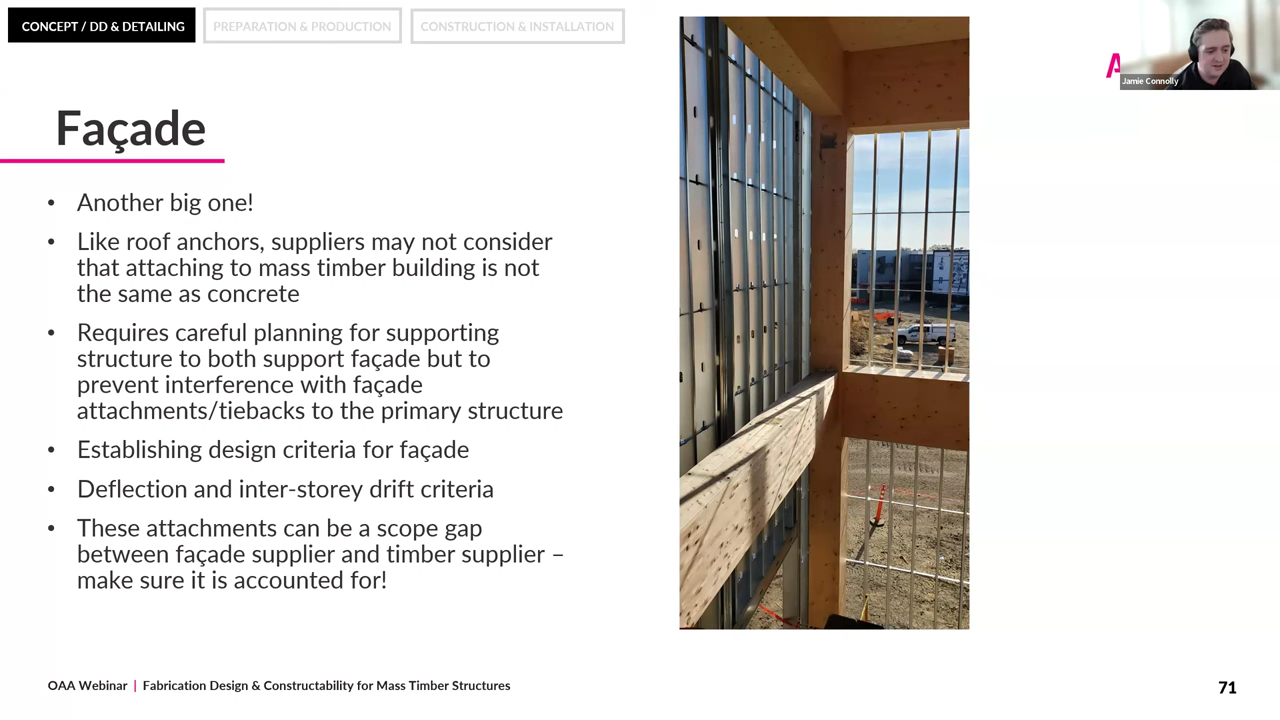 CONCEPT / DD & DETAILING
PREPARATION & PRODUCTION
CONSTRUCTION & INSTALLATION
A
Jamie Connolly
Façade
• Another big one!
• Like roof anchors, suppliers may not consider
that attaching to mass timber building is not
the same as concrete
• Requires careful planning for supporting
structure to both support façade but to
prevent interference with façade
attachments/tiebacks to the primary structure
• Establishing design criteria for façade
• Deflection and inter-storey drift criteria
• These attachments can be a scope gap
between façade supplier and timber supplier –
make sure it is accounted for!
OAA Webinar | Fabrication Design & Constructability for Mass Timber Structures
71